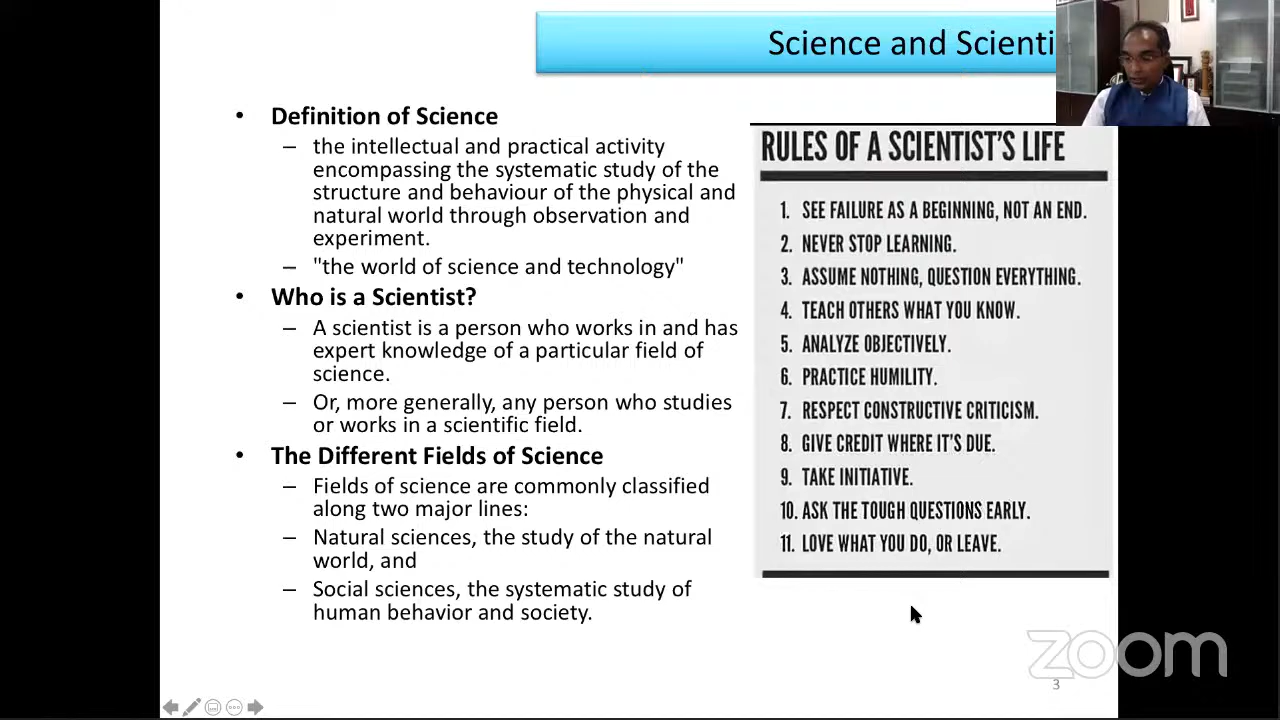 Science and Scienti
• Definition of Science
– the intellectual and practical activity
encompassing the systematic study of the
structure and behaviour of the physical and
natural world through observation and
experiment.
– "the world of science and technology"
• Who is a Scientist?
– A scientist is a person who works in and has
expert knowledge of a particular field of
science.
– Or, more generally, any person who studies
or works in a scientific field.
• The Different Fields of Science
– Fields of science are commonly classified
along two major lines:
– Natural sciences, the study of the natural
world, and
– Social sciences, the systematic study of
human behavior and society.
RULES OF A SCIENTIST'S LIFE
1. SEE FAILURE AS A BEGINNING, NOT AN END.
2. NEVER STOP LEARNING.
3. ASSUME NOTHING, QUESTION EVERYTHING.
4. TEACH OTHERS WHAT YOU KNOW.
5. ANALYZE OBJECTIVELY.
6. PRACTICE HUMILITY.
7. RESPECT CONSTRUCTIVE CRITICISM.
8. GIVE CREDIT WHERE IT'S DUE.
9. TAKE INITIATIVE.
10. ASK THE TOUGH QUESTIONS EARLY.
11. LOVE WHAT YOU DO, OR LEAVE.
zoom
3